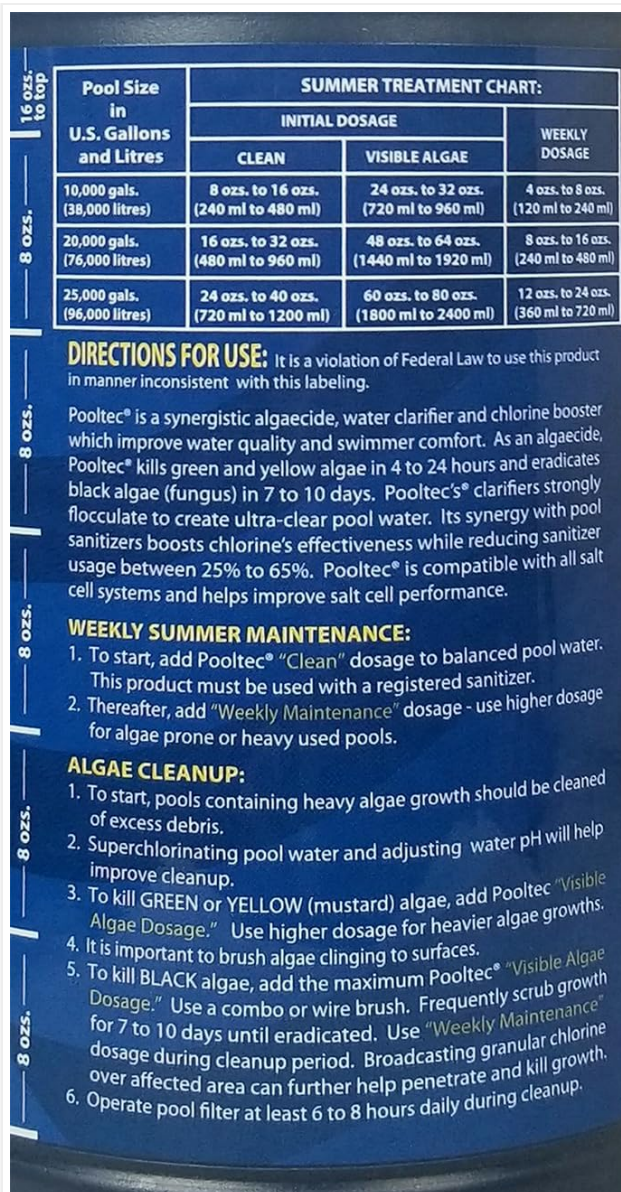 16 ozs.
to top
8 ozs.
8 ozs.
8 ozs.
8 ozs.
8 ozs.
Pool Size
in
U.S. Gallons
and Litres
SUMMER TREATMENT CHART:
INITIAL DOSAGE
WEEKLY
DOSAGE
CLEAN
VISIBLE ALGAE
10,000 gals.
(38,000 litres)
8 ozs. to 16 ozs.
(240 ml to 480 ml)
24 ozs. to 32 ozs.
(720 ml to 960 ml)
4 ozs. to 8 ozs.
(120 ml to 240 ml)
20,000 gals.
(76,000 litres)
16 ozs. to 32 ozs.
(480 ml to 960 ml)
48 ozs. to 64 ozs.
(1440 ml to 1920 ml)
8 ozs. to 16 ozs.
(240 ml to 480 ml)
25,000 gals.
(96,000 litres)
24 ozs. to 40 ozs.
(720 ml to 1200 ml)
60 ozs. to 80 ozs.
(1800 ml to 2400 ml)
12 ozs. to 24 ozs.
(360 ml to 720 ml)
DIRECTIONS FOR USE: It is a violation of Federal Law to use this product
in manner inconsistent with this labeling.
Pooltec® is a synergistic algaecide, water clarifier and chlorine booster
which improve water quality and swimmer comfort. As an algaecide,
Pooltec® kills green and yellow algae in 4 to 24 hours and eradicates
black algae (fungus) in 7 to 10 days. Pooltec's® clarifiers strongly
flocculate to create ultra-clear pool water. Its synergy with pool
sanitizers boosts chlorine's effectiveness while reducing sanitizer
usage between 25% to 65%. Pooltec® is compatible with all salt
cell systems and helps improve salt cell performance.
WEEKLY SUMMER MAINTENANCE:
1. To start, add Pooltec® "Clean" dosage to balanced pool water.
This product must be used with a registered sanitizer.
2. Thereafter, add "Weekly Maintenance" dosage - use higher dosage
for algae prone or heavy used pools.
ALGAE CLEANUP:
1. To start, pools containing heavy algae growth should be cleaned
of excess debris.
2. Superchlorinating pool water and adjusting water pH will help
improve cleanup.
3. To kill GREEN or YELLOW (mustard) algae, add Pooltec "Visible
Algae Dosage." Use higher dosage for heavier algae growths.
4. It is important to brush algae clinging to surfaces.
5. To kill BLACK algae, add the maximum Pooltec® "Visible Algae
Dosage." Use a combo or wire brush. Frequently scrub growth
for 7 to 10 days until eradicated. Use "Weekly Maintenance"
dosage during cleanup period. Broadcasting granular chlorine
over affected area can further help penetrate and kill growth.
6. Operate pool filter at least 6 to 8 hours daily during cleanup.